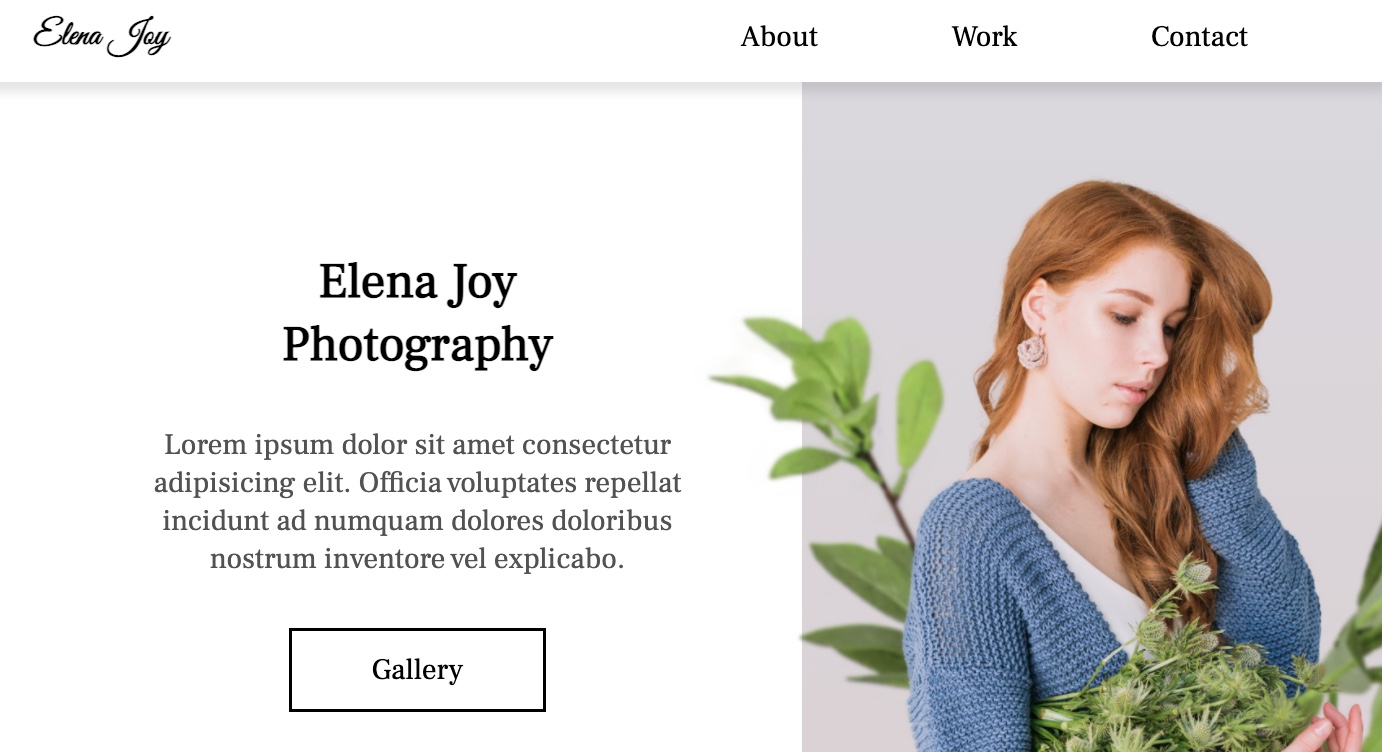 Elena Joy
About
Work
Contact
Elena Joy
Photography
Lorem ipsum dolor sit amet consectetur
adipisicing elit. Officia voluptates repellat
incidunt ad numquam dolores doloribus
nostrum inventore vel explicabo.
Gallery